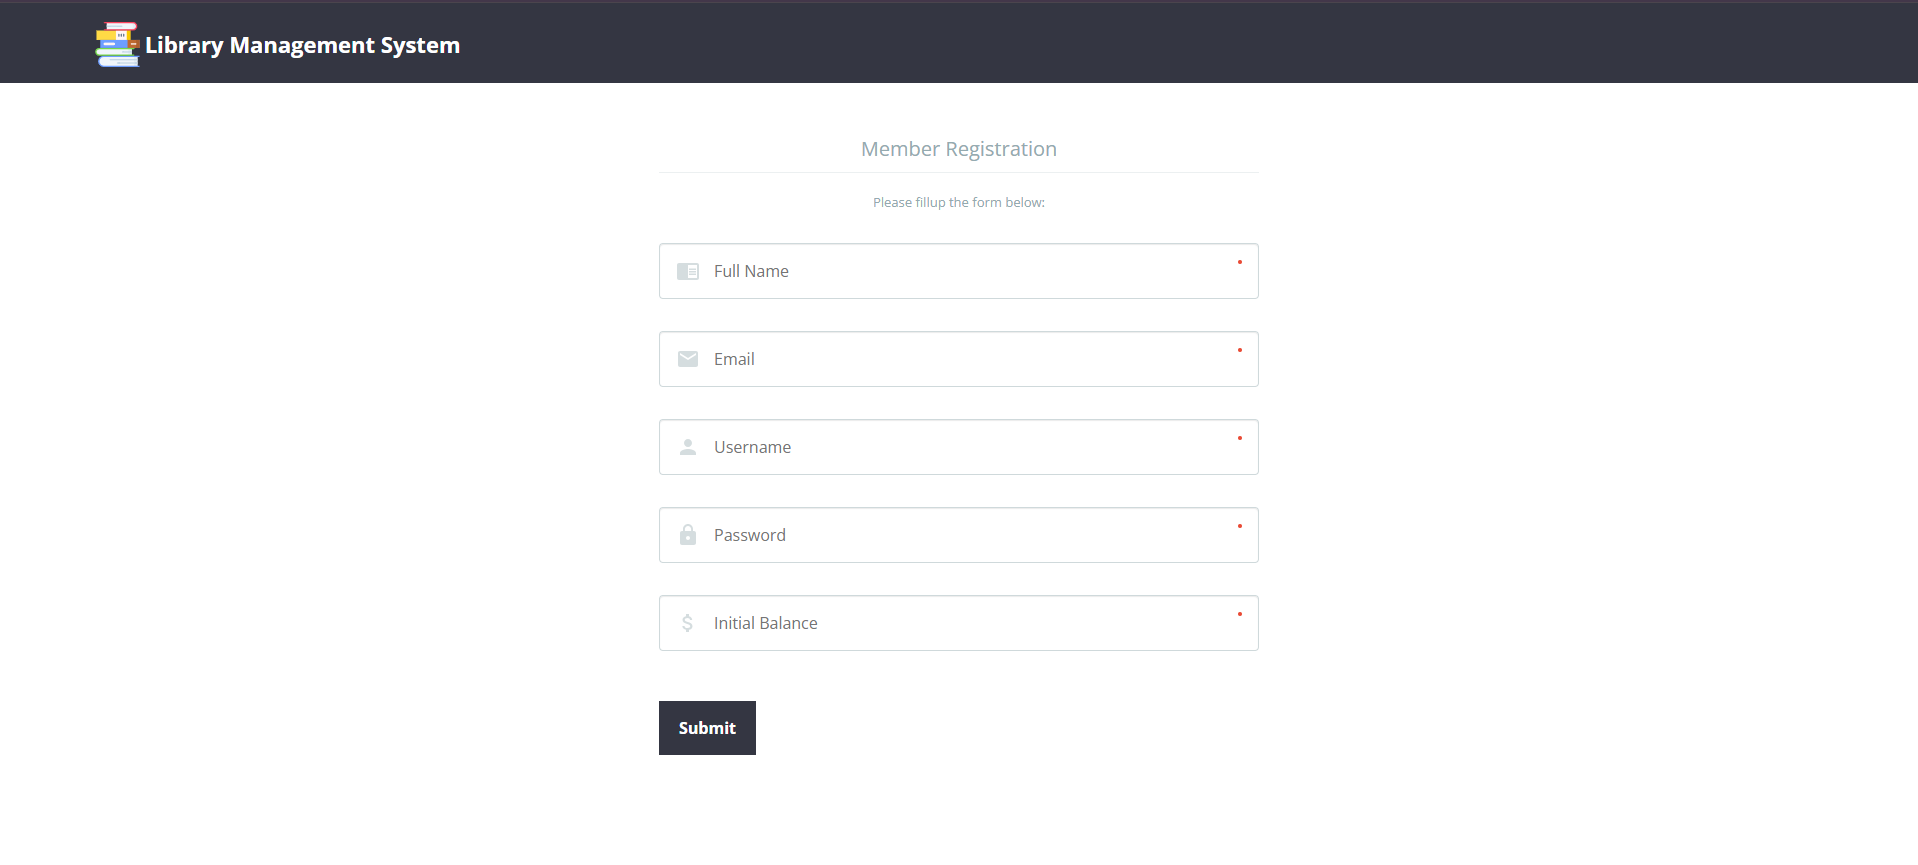 Library Management System
Member Registration
Please fillup the form below:
Full Name
Email
Username
Password
Initial Balance
Submit